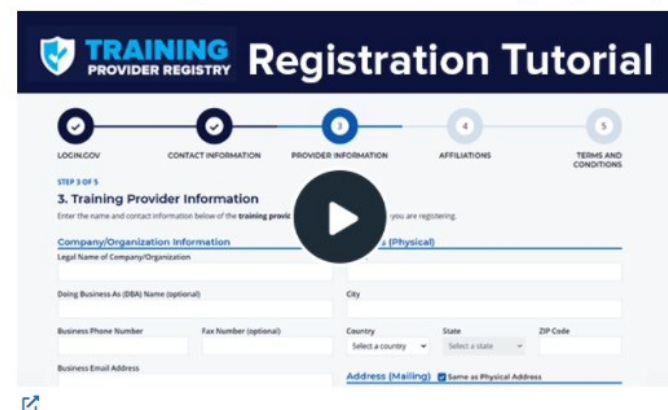 TRAINING
PROVIDER REGISTRY
Registration Tutorial
3
4
5
LOGIN.GOV
CONTACT INFORMATION
PROVIDER INFORMATION
AFFILIATIONS
TERMS AND
CONDITIONS
STEP 3 OF 5
3. Training Provider Information
Enter the name and contact information below of the training you are registering.
Company/Organization Information
(Physical)
Legal Name of Company/Organization
Doing Business As (DBA) Name (optional)
City
Business Phone Number
Fax Number (optional)
Country
State
ZIP Code
Select a country
Select a state
Business Email Address
Address (Mailing)
Same as Physical Address